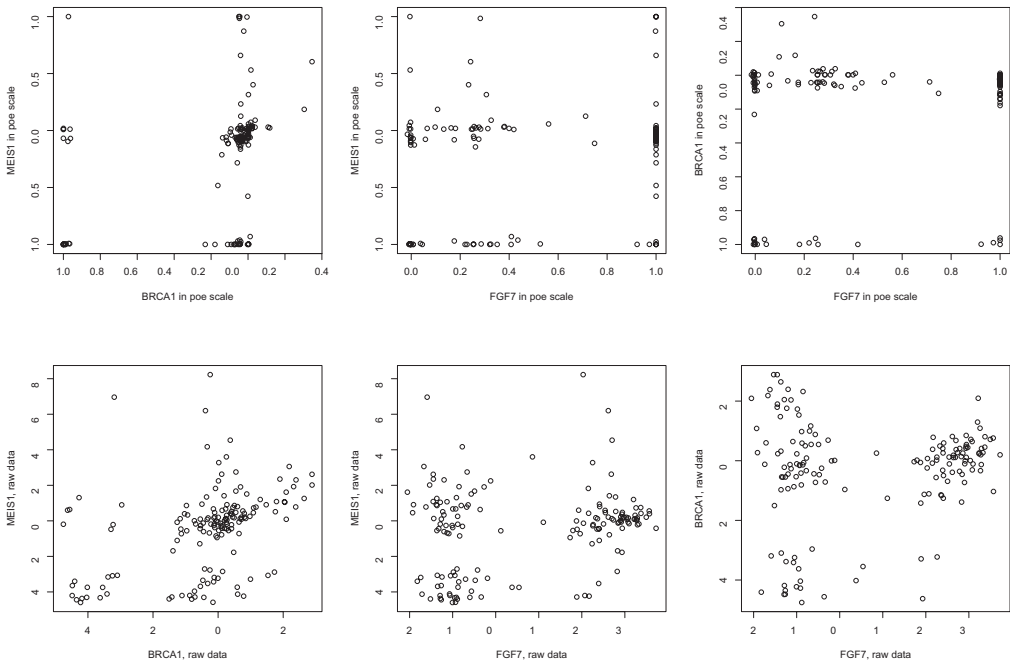 1.0
0.5
0.0
0.5
1.0
MEIS1 in poe scale
1.0 0.8 0.6 0.4 0.2 0.0 0.2 0.4
BRCA1 in poe scale
1.0
0.5
0.0
0.5
1.0
MEIS1 in poe scale
0.0 0.2 0.4 0.6 0.8 1.0
FGF7 in poe scale
0.4
0.2
0.0
0.2
0.4
0.6
0.8
1.0
BRCA1 in poe scale
0.0 0.2 0.4 0.6 0.8 1.0
FGF7 in poe scale
8
6
4
2
0
2
4
MEIS1, raw data
4 2 0 2
BRCA1, raw data
8
6
4
2
0
2
4
MEIS1, raw data
2 1 0 1 2 3
FGF7, raw data
2
0
2
4
BRCA1, raw data
2 1 0 1 2 3
FGF7, raw data